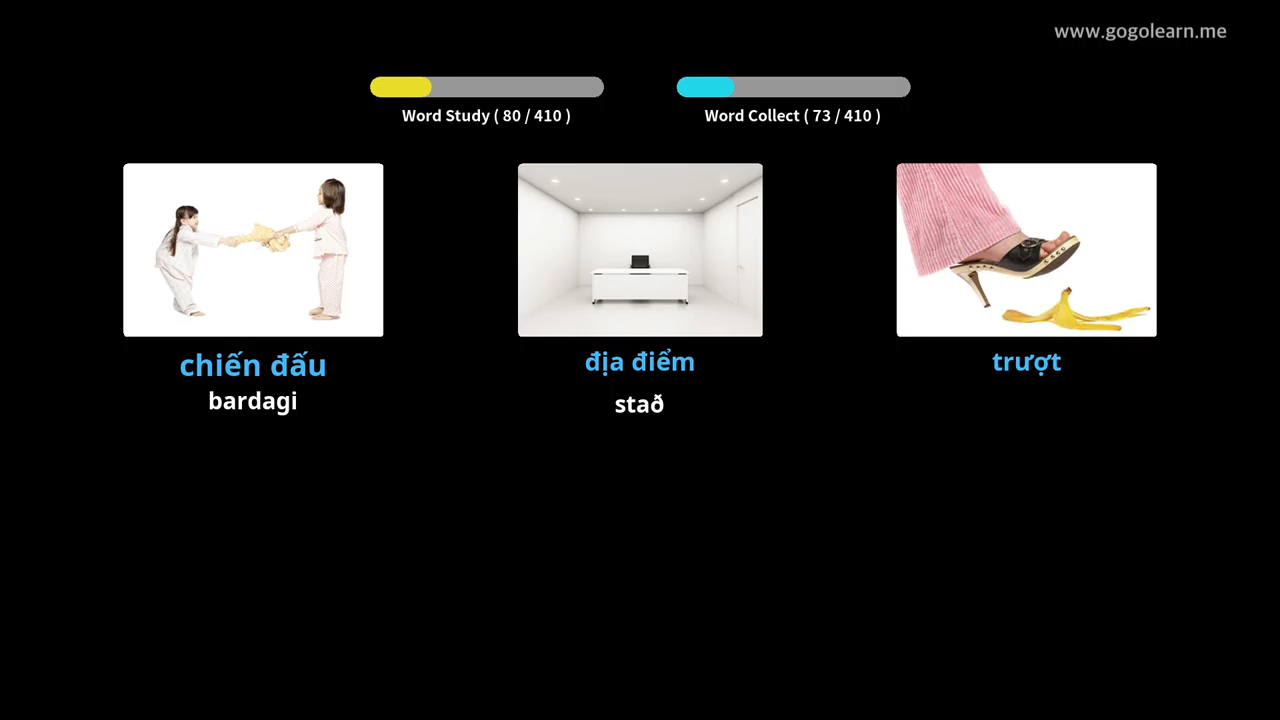 www.gogolearn.me
Word Study ( 80 / 410 )
Word Collect ( 73 / 410 )
chiến đấu
bardagi
địa điểm
stað
trượt